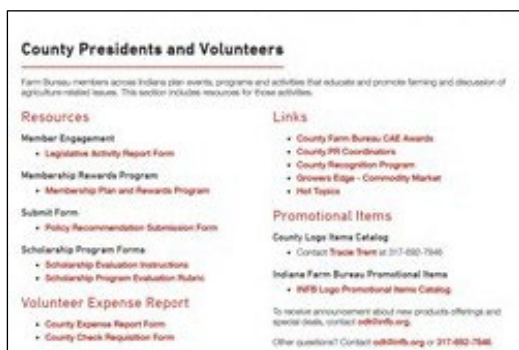 County Presidents and Volunteers
Farm Bureau members across Indiana plan events, programs and activities that educate and promote farming and discussion of
agriculture related issues. This section includes resources for those activities.
Resources
Member Engagement
• Legislative Activity Report Form
Membership Rewards Program
• Membership Plan and Rewards Program
Submit Form
• Policy Recommendation Submission Form
Scholarship Program Forms
• Scholarship Evaluation Instructions
• Scholarship Program Evaluation Rubric
Volunteer Expense Report
• County Expense Report Form
• County Check Requisition Form
Links
• County Farm Bureau CAE Awards
• County PR Coordinators
• County Recognition Program
• Growers Edge - Commodity Market
• Hot Topics
Promotional Items
County Logo Items Catalog
• Contact Tracie Trent at 317-692-7846
Indiana Farm Bureau Promotional Items
• INFB Logo Promotional Items Catalog
To receive announcement about new products offerings and
special deals, contact
Other questions? Contact or 317-692-7846.